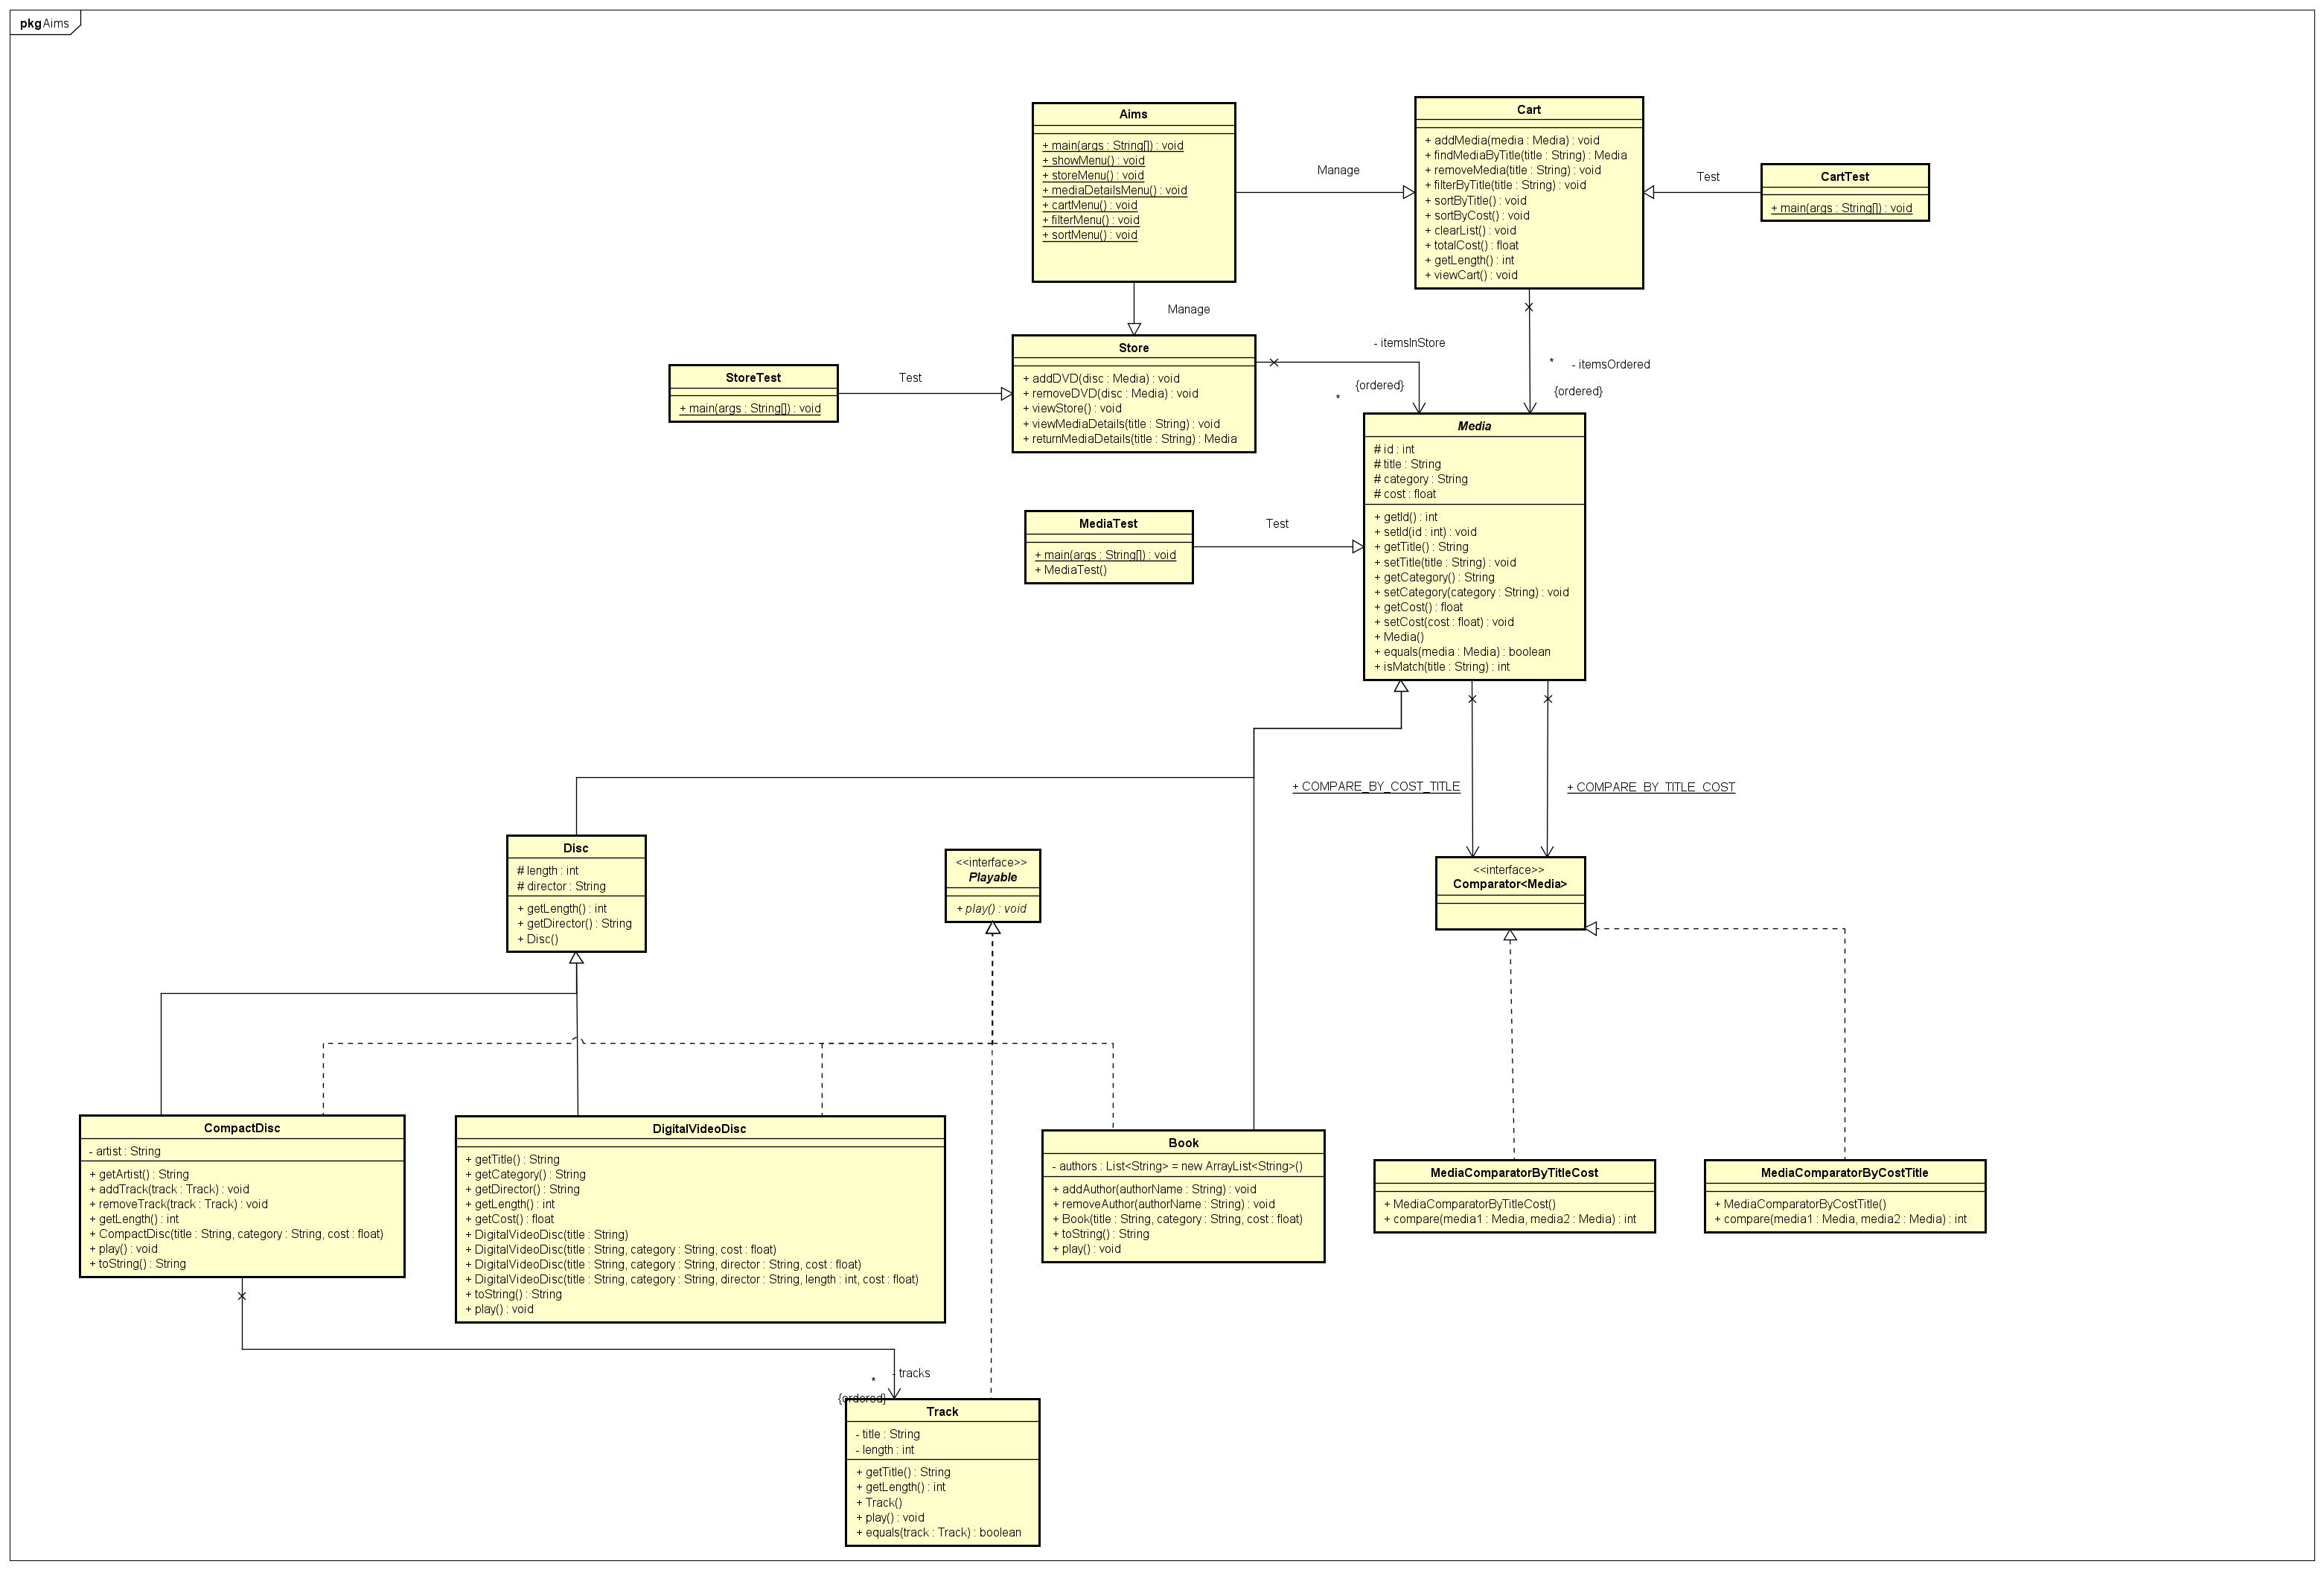 pkg Aims
Aims
+ main(args : String[]) : void
+ showMenu() : void
+ storeMenu() : void
+ mediaDetailsMenu() : void
+ cartMenu() : void
+ filterMenu() : void
+ sortMenu() : void
Manage
Cart
+ addMedia(media : Media) : void
+ findMediaByTitle(title : String) : Media
+ removeMedia(title : String) : void
+ filterByTitle(title : String) : void
+ sortByTitle() : void
+ sortByCost() : void
+ clearList() : void
+ totalCost() : float
+ getLength() : int
+ viewCart() : void
Test
CartTest
+ main(args : String[]) : void
Manage
StoreTest
+ main(args : String[]) : void
Test
Store
+ addDVD(disc : Media) : void
+ removeDVD(disc : Media) : void
+ viewStore() : void
+ viewMediaDetails(title : String) : void
+ returnMediaDetails(title : String) : Media
- itemsInStore
{ordered}
*
*
- itemsOrdered
{ordered}
Media
# id : int
# title : String
# category : String
# cost : float
+ getId() : int
+ setId(id : int) : void
+ getTitle() : String
+ setTitle(title : String) : void
+ getCategory() : String
+ setCategory(category : String) : void
+ getCost() : float
+ setCost(cost : float) : void
+ Media()
+ equals(media : Media) : boolean
+ isMatch(title : String) : int
MediaTest
+ main(args : String[]) : void
+ MediaTest()
Test
+ COMPARE_BY_COST_TITLE
+ COMPARE_BY_TITLE_COST
Disc
# length : int
# director : String
+ getLength() : int
+ getDirector() : String
+ Disc()
<<interface>>
Playable
+ play() : void
<<interface>>
Comparator<Media>
CompactDisc
- artist : String
+ getArtist() : String
+ addTrack(track : Track) : void
+ removeTrack(track : Track) : void
+ getLength() : int
+ CompactDisc(title : String, category : String, cost : float)
+ play() : void
+ toString() : String
DigitalVideoDisc
+ getTitle() : String
+ getCategory() : String
+ getDirector() : String
+ getLength() : int
+ getCost() : float
+ DigitalVideoDisc(title : String)
+ DigitalVideoDisc(title : String, category : String, cost : float)
+ DigitalVideoDisc(title : String, category : String, director : String, cost : float)
+ DigitalVideoDisc(title : String, category : String, director : String, length : int, cost : float)
+ toString() : String
+ play() : void
Book
- authors : List<String> = new ArrayList<String>()
+ addAuthor(authorName : String) : void
+ removeAuthor(authorName : String) : void
+ Book(title : String, category : String, cost : float)
+ toString() : String
+ play() : void
MediaComparatorByTitleCost
+ MediaComparatorByTitleCost()
+ compare(media1 : Media, media2 : Media) : int
MediaComparatorByCostTitle
+ MediaComparatorByCostTitle()
+ compare(media1 : Media, media2 : Media) : int
- tracks
*
{ordered}
Track
- title : String
- length : int
+ getTitle() : String
+ getLength() : int
+ Track()
+ play() : void
+ equals(track : Track) : boolean